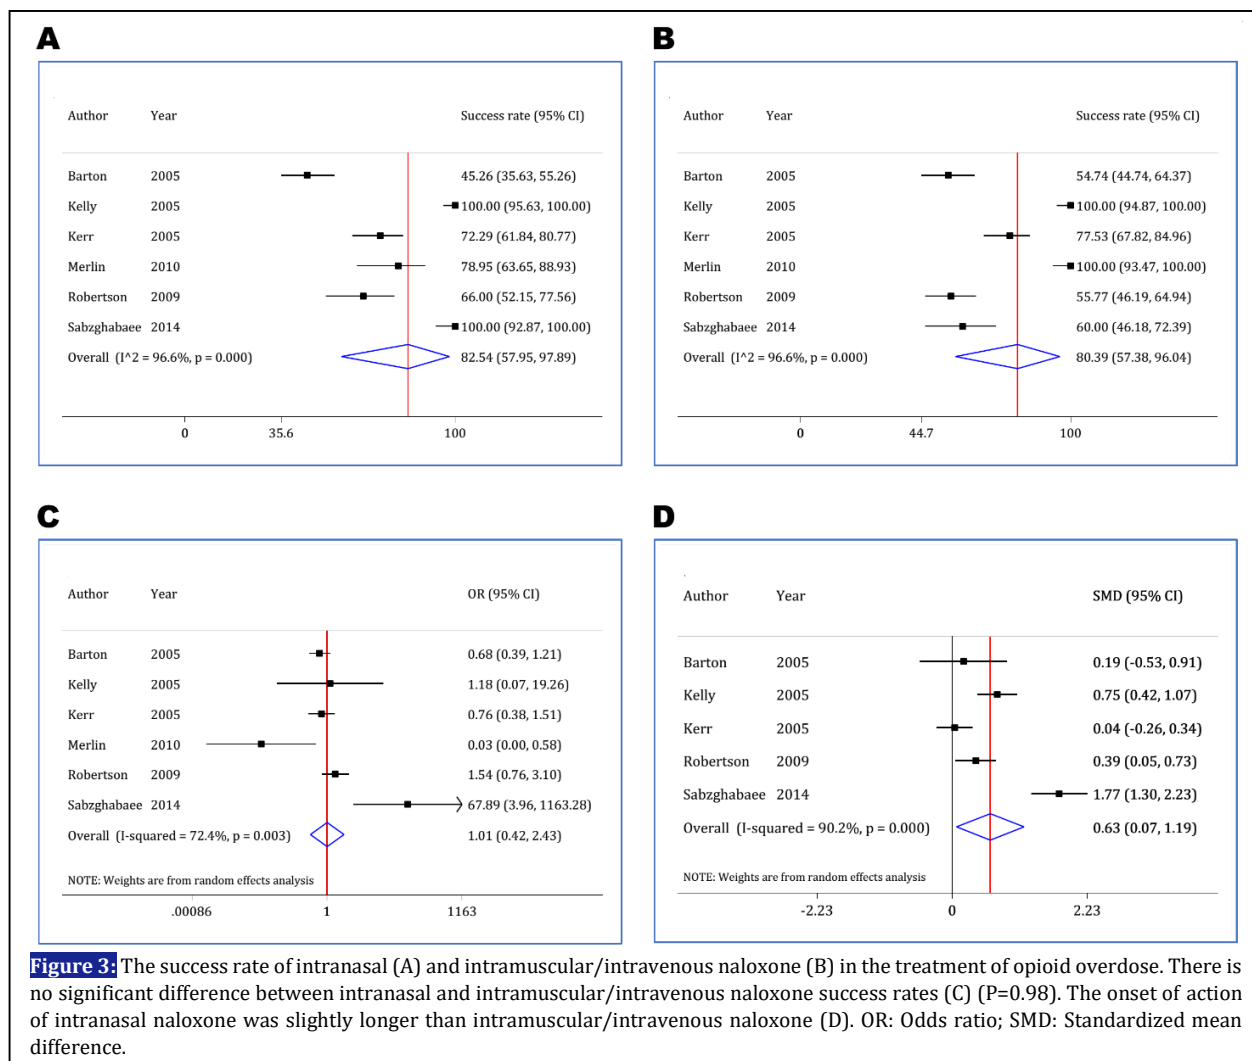 A
Author Year Success rate (95% CI)
Barton 2005 45.26 (35.63, 55.26)
Kelly 2005 100.00 (95.63, 100.00)
Kerr 2005 72.29 (61.84, 80.77)
Merlin 2010 78.95 (63.65, 88.93)
Robertson 2009 66.00 (52.15, 77.56)
Sabzghabaee 2014 100.00 (92.87, 100.00)
Overall (I^2 = 96.6%, p = 0.000) 82.54 (57.95, 97.89)
0 35.6 100
B
Author Year Success rate (95% CI)
Barton 2005 54.74 (44.74, 64.37)
Kelly 2005 100.00 (94.87, 100.00)
Kerr 2005 77.53 (67.82, 84.96)
Merlin 2010 100.00 (93.47, 100.00)
Robertson 2009 55.77 (46.19, 64.94)
Sabzghabaee 2014 60.00 (46.18, 72.39)
Overall (I^2 = 96.6%, p = 0.000) 80.39 (57.38, 96.04)
0 44.7 100
C
Author Year OR (95% CI)
Barton 2005 0.68 (0.39, 1.21)
Kelly 2005 1.18 (0.07, 19.26)
Kerr 2005 0.76 (0.38, 1.51)
Merlin 2010 0.03 (0.00, 0.58)
Robertson 2009 1.54 (0.76, 3.10)
Sabzghabaee 2014 67.89 (3.96, 1163.28)
Overall (I-squared = 72.4%, p = 0.003) 1.01 (0.42, 2.43)
NOTE: Weights are from random effects analysis
.00086 1 1163
D
Author Year SMD (95% CI)
Barton 2005 0.19 (-0.53, 0.91)
Kelly 2005 0.75 (0.42, 1.07)
Kerr 2005 0.04 (-0.26, 0.34)
Robertson 2009 0.39 (0.05, 0.73)
Sabzghabaee 2014 1.77 (1.30, 2.23)
Overall (I-squared = 90.2%, p = 0.000) 0.63 (0.07, 1.19)
NOTE: Weights are from random effects analysis
-2.23 0 2.23
Figure 3: The success rate of intranasal (A) and intramuscular/intravenous naloxone (B) in the treatment of opioid overdose. There is
no significant difference between intranasal and intramuscular/intravenous naloxone success rates (C) (P=0.98). The onset of action
of intranasal naloxone was slightly longer than intramuscular/intravenous naloxone (D). OR: Odds ratio; SMD: Standardized mean
difference.